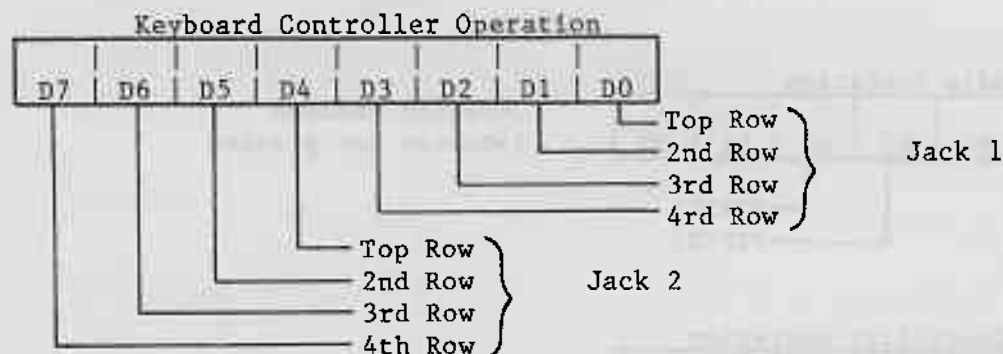 Keyboard Controller Operation
D7 D6 D5 D4 D3 D2 D1 D0
Top Row
2nd Row Jack 1
3rd Row
4rd Row
Top Row
2nd Row Jack 2
3rd Row
4th Row